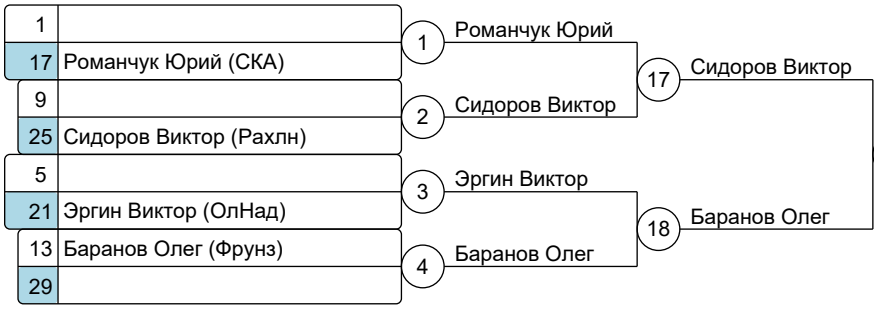 1
17 Романчук Юрий (СКА)
1
Романчук Юрий
9
25 Сидоров Виктор (Рахлн)
2
Сидоров Виктор
17
Сидоров Виктор
5
21 Эргин Виктор (ОлНад)
3
Эргин Виктор
13 Баранов Олег (Фрунз)
29
4
Баранов Олег
18
Баранов Олег